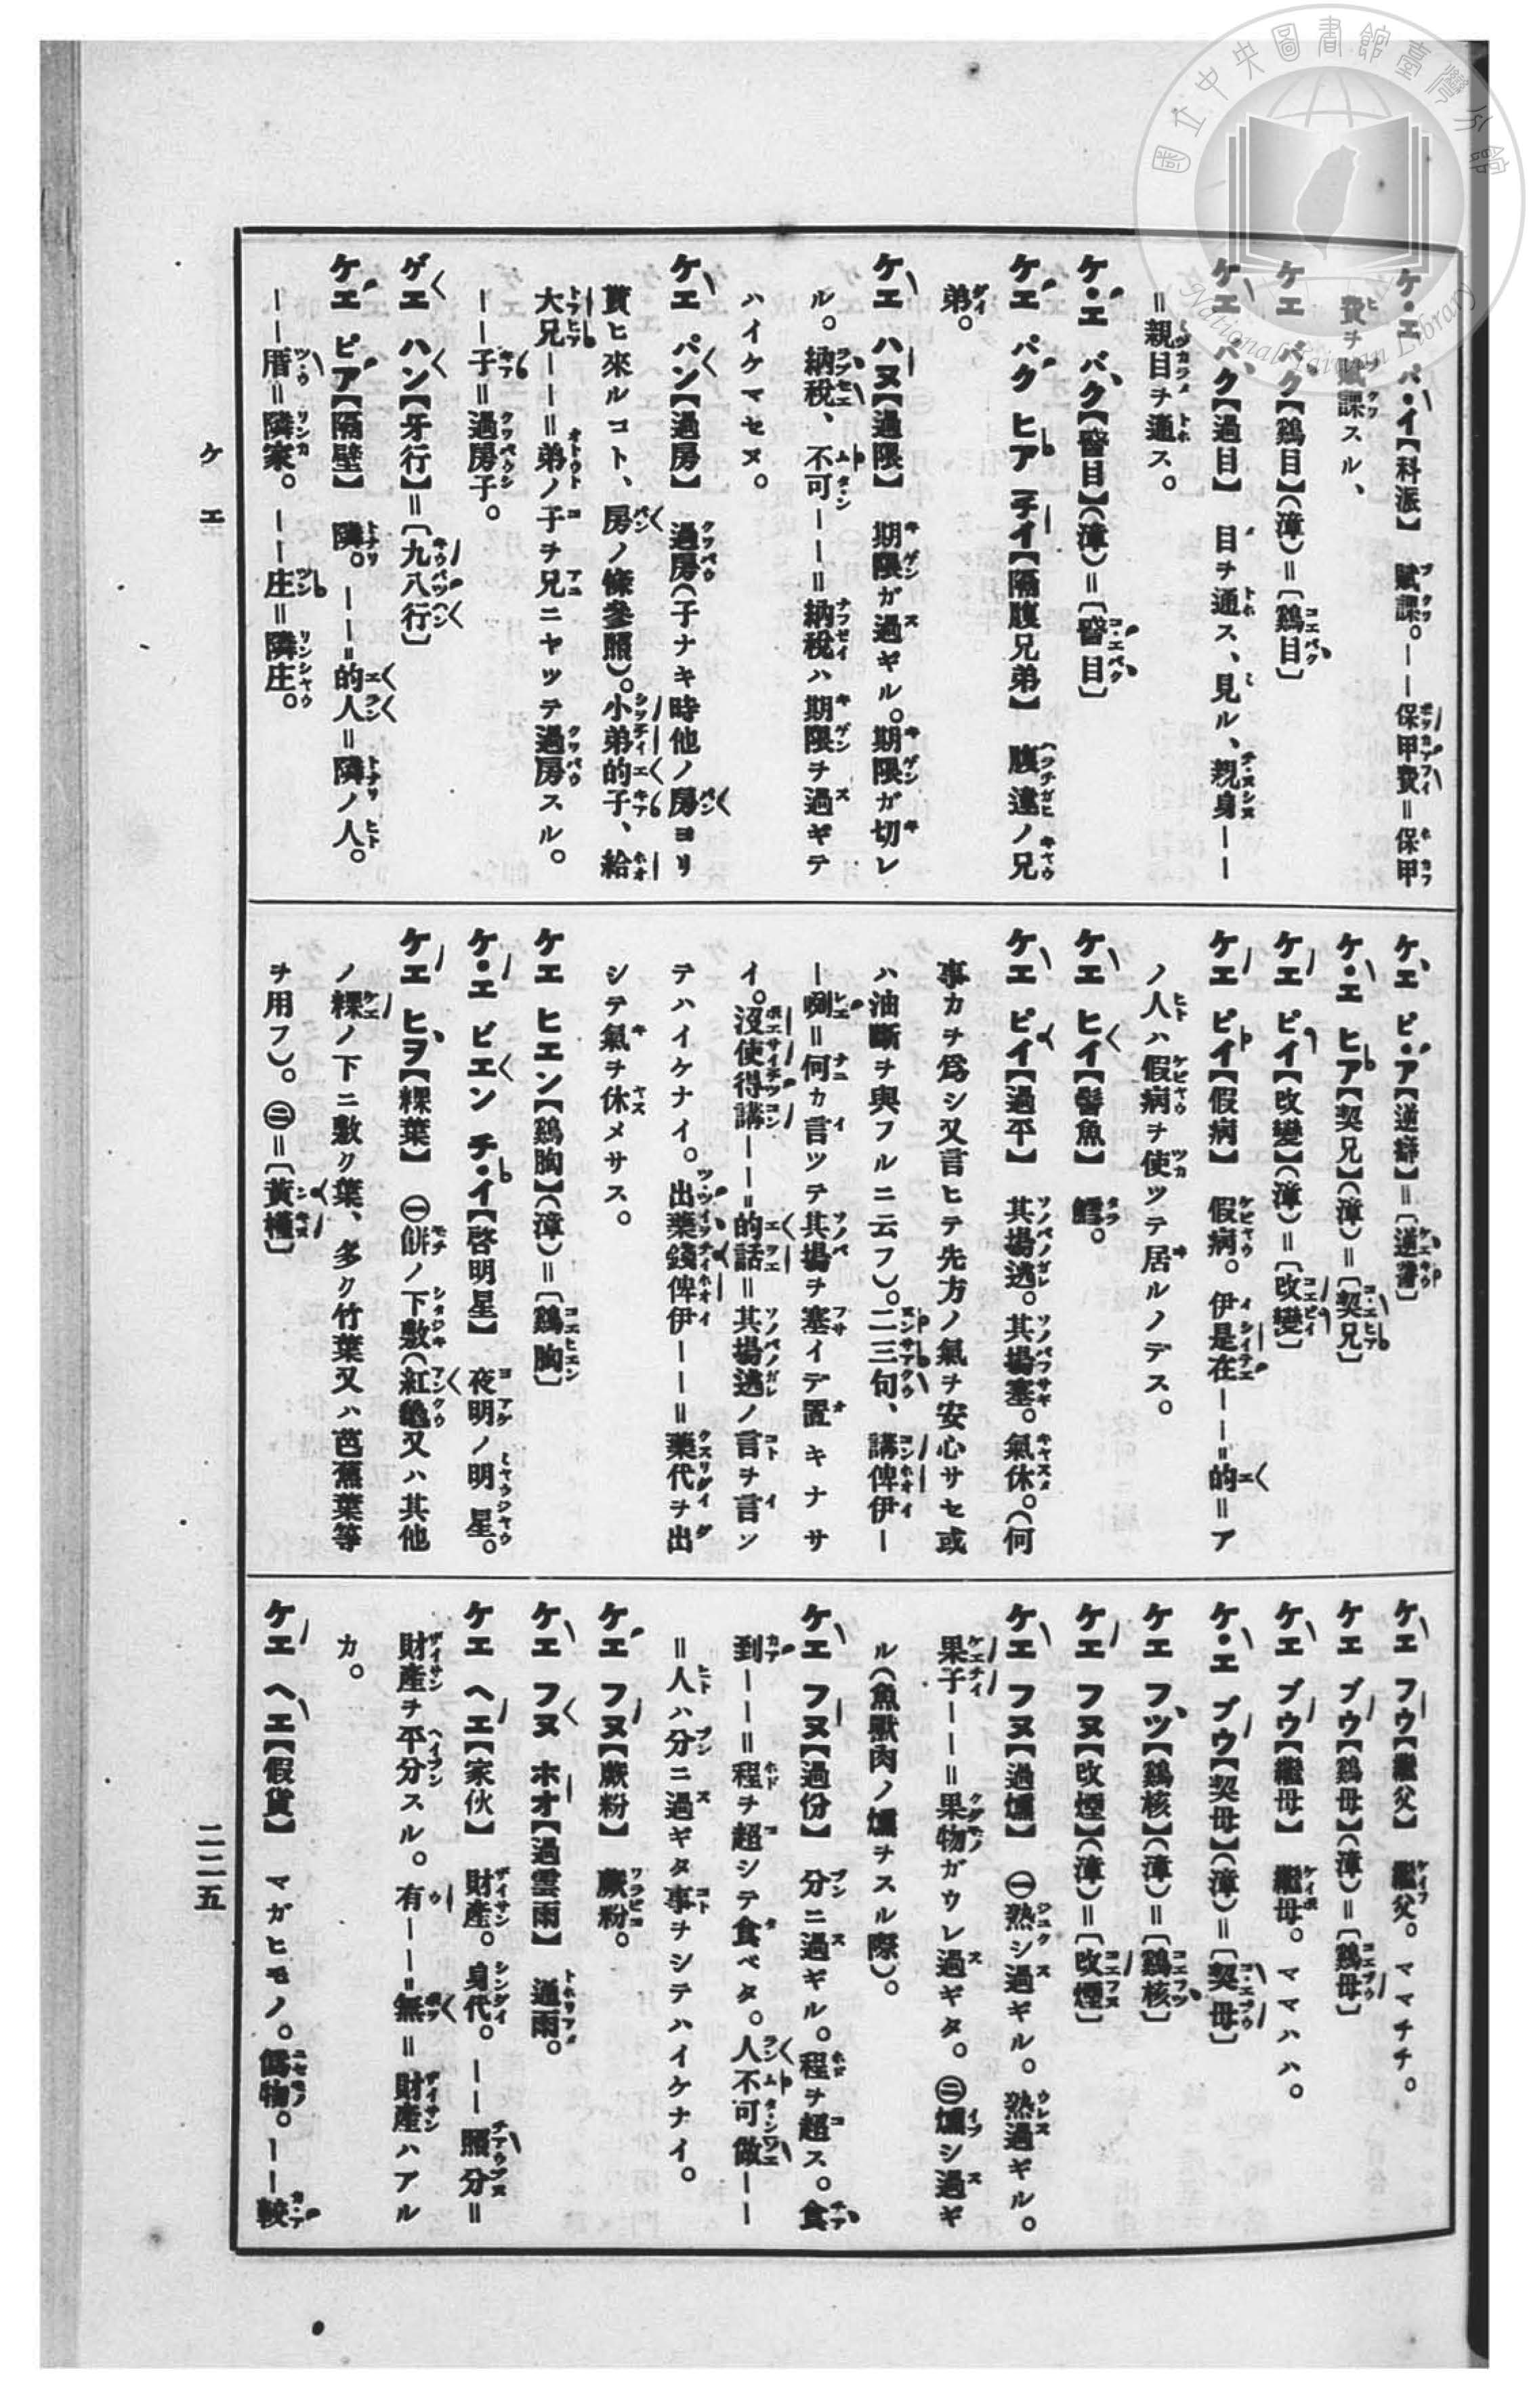 國立中央圖書館臺灣分館
National Taiwan Library
ケ・エ パ・イ【科派】 賦課。ーー保甲費＝保甲
費ヲ賦課スル、
ケエ バク【鷄目】(漳)＝〔鷄目〕
ケエ バク【過目】 目ヲ通ス、見ル、親身ーー
＝親目ヲ通ス。
ケ・エ バク【瞖目】(漳)＝〔瞖目〕
ケエ パク ヒア チイ【隔腹兄弟】 腹違ノ兄
弟。
ケエ ハヌ【過限】 期限ガ過ギル。期限ガ切レ
ル。納稅、不可ーー＝納稅ハ期限ヲ過ギテ
ハイケマセヌ。
ケエ パン【過房】 過房(子ナキ時他ノ房ヨリ
貰ヒ來ルコト、房ノ條參照)。小弟的子、給
大兄ーー＝弟ノ子ヲ兄ニヤツテ過房スル。
ーー子＝過房子。
ゲエ ハン【牙行】＝〔九八行〕
ケエ ピア【隔壁】 隣。ーー＝的人＝隣ノ人。
ーー厝＝隣家。ーー庄＝隣庄。
ケエ ピ・ア【逆癖】＝
ケ・エ ヒア【契兄】(漳)＝〔契兄〕
ケエ ピイ【改變】(漳)＝〔改變〕
ケエ ピイ【假病】 假病。伊是在ーー＝的＝ア
ノ人ハ假病ヲ使ツテ居ルノデス。
ケエ ヒイ 鱈。
ケエ ピイ【過平】 其場逃。其場塞。氣休。(何
事カヲ爲シ又言ヒテ先方ノ氣ヲ安心サセ或
ハ油斷ヲ與フルニ云フ)。二三句、講俾伊ー
ー咧＝何カ言ツテ其場ヲ塞イデ置キナサ
イ。沒使得講ーー＝的話＝其場逃ノ言ヲ言ツ
テハイケナイ。出藥錢俾伊ーー＝藥代ヲ出
シテ氣ヲ休メサス。
ケエ ヒエン【鷄胸】(漳)＝〔鷄胸〕
ケ・エ ビエン チ・イ【啓明星】 夜明ノ明星。
ケエ ヒヲ【粿葉】 ㊀餅ノ下敷(紅龜又ハ其他
ノ粿ノ下ニ敷ク葉、多ク竹葉又ハ芭蕉葉等
ヲ用フ)。㊁＝〔黃槿〕
ケエ フウ【繼父】 繼父。ママチチ。
ケエ ブウ【鷄母】(漳)＝〔鷄母〕
ケエ ブウ【繼母】 繼母。ママハハ。
ケ・エ ブウ【契母】(漳)＝〔契母〕
ケエ フツ【鷄核】(漳)＝〔鷄核〕
ケエ フヌ【改煙】(漳)＝〔改煙〕
ケエ フヌ【過燻】 ㊀熟シ過ギル。熟過ギル。
果子ーー＝果物ガウレ過ギタ。㊁燻シ過ギ
ル(魚獸肉ノ燻ヲスル際)。
ケエ フヌ【過份】 分ニ過ギル。程ヲ超ス。食
到ーー＝程ヲ超シテ食ベタ。人不可做ーー
＝人ハ分ニ過ギタ事ヲシテハイケナイ。
ケエ フヌ【蕨粉】 蕨粉。
ケエ フヌ ホオ【過雲雨】 通雨。
ケエ ヘエ【家伙】 財產。身代。ーー照分＝
財產ヲ平分スル。有ーー＝無＝財產ハアル
カ。
ケエ ヘエ【假貨】 マガヒモノ。僞物。ーー較
ケエ
二二五